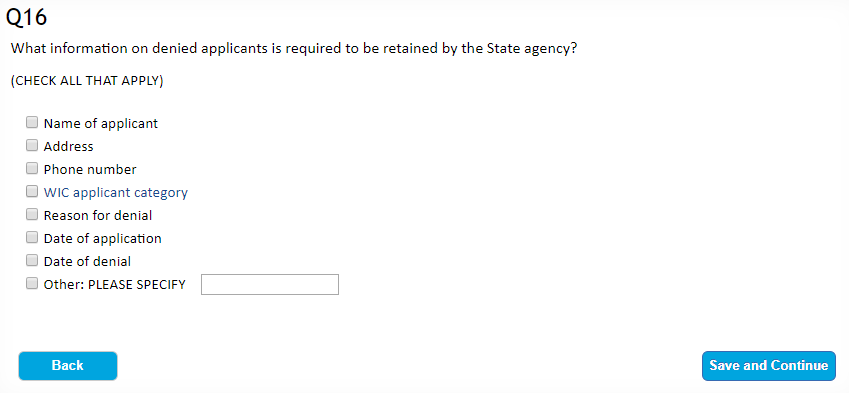 Q16
What information on denied applicants is required to be retained by the State agency?
(CHECK ALL THAT APPLY)
Name of applicant
Address
Phone number
WIC applicant category
Reason for denial
Date of application
Date of denial
Other: PLEASE SPECIFY
Back
Save and Continue